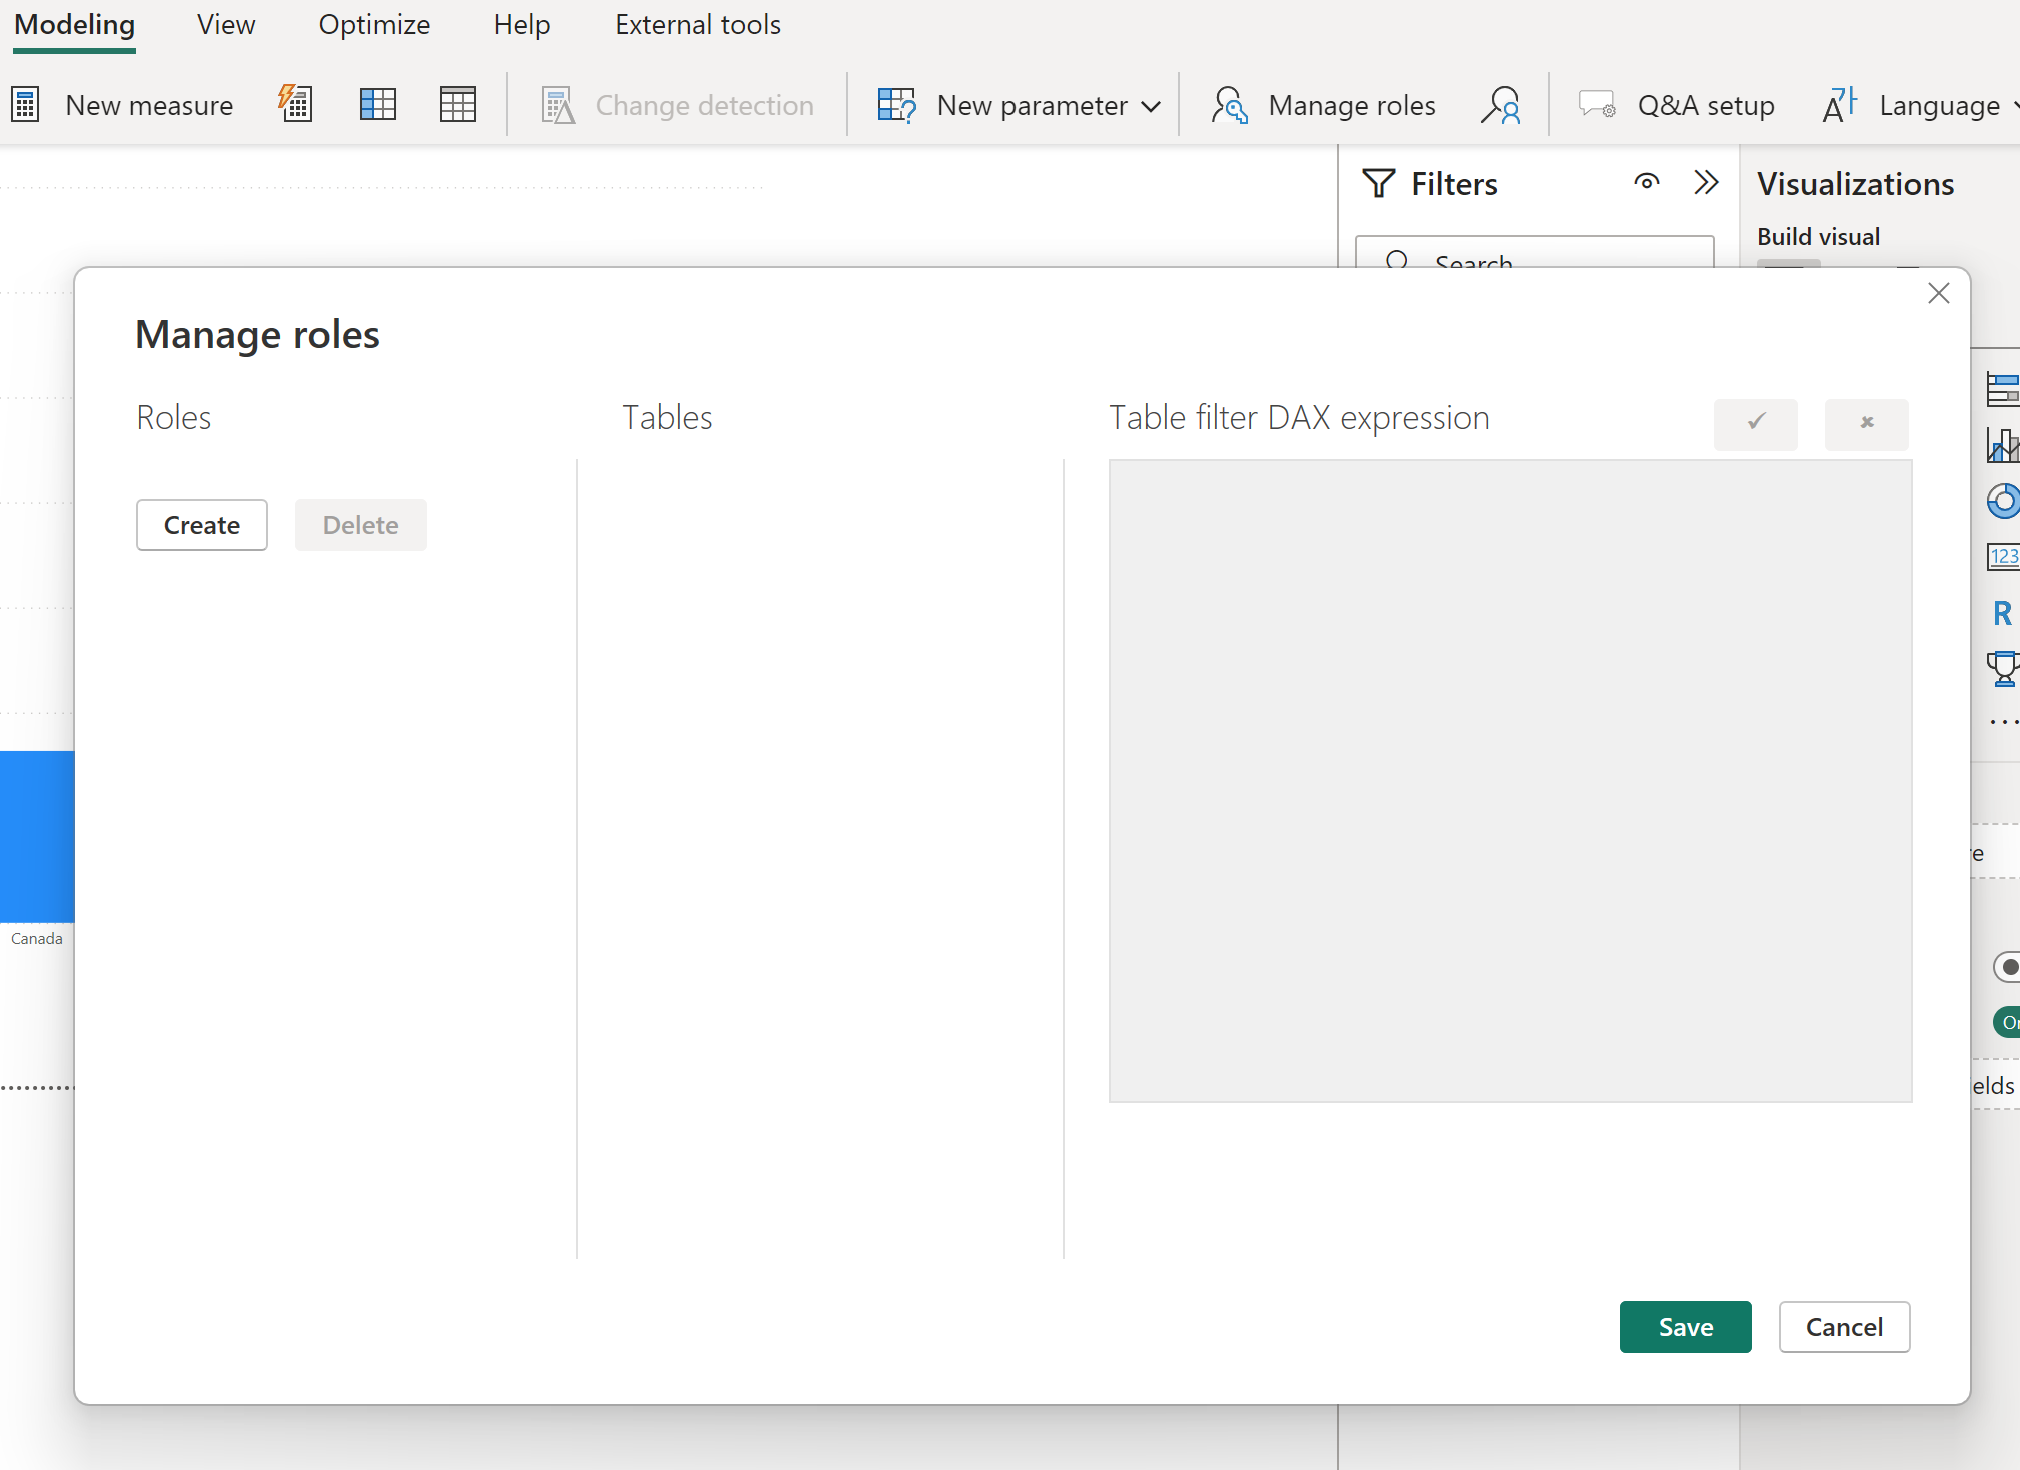 Modeling View Optimize Help External tools
New measure Change detection New parameter Manage roles Q&A setup Language
Filters
Visualizations
Build visual
Search
Manage roles
Roles Tables Table filter DAX expression
Create Delete
123
R
Canada
Save Cancel